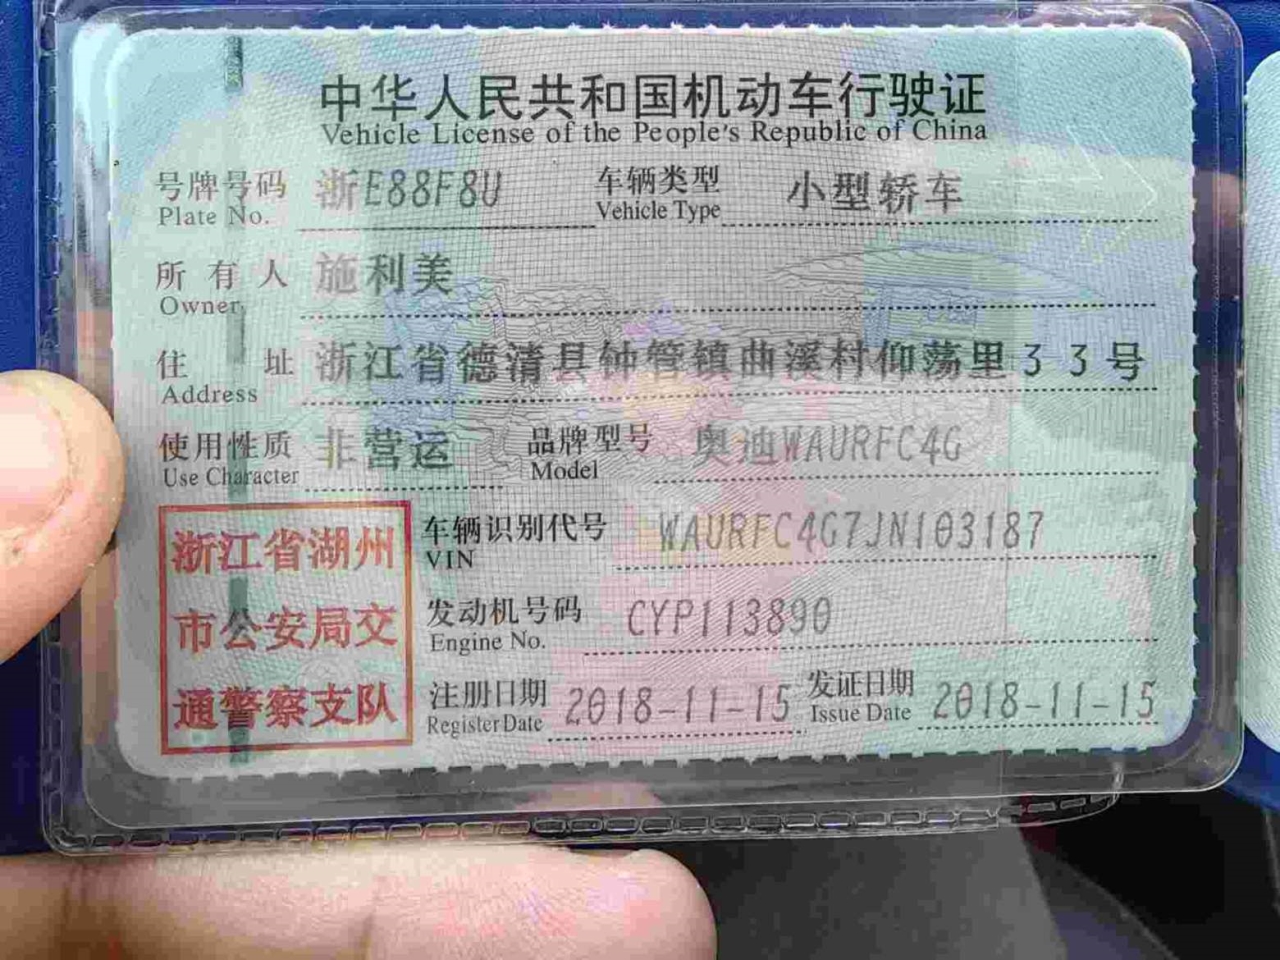 中华人民共和国机动车行驶证
Vehicle License of the People's Republic of China
号牌号码 浙E88F8U 车辆类型 小型轿车
Plate No. Vehicle Type
所有人 施利美
Owner
住址 浙江省德清县钟管镇曲溪村仰荡里33号
Address
使用性质 非营运 品牌型号 奥迪WAURFC4G
Use Character Model
浙江省湖州
市公安局交
通警察支队
车辆识别代号 WAURFC4G7JN103187
VIN
发动机号码 CYP113890
Engine No.
注册日期 2018-11-15 发证日期 2018-11-15
Register Date Issue Date